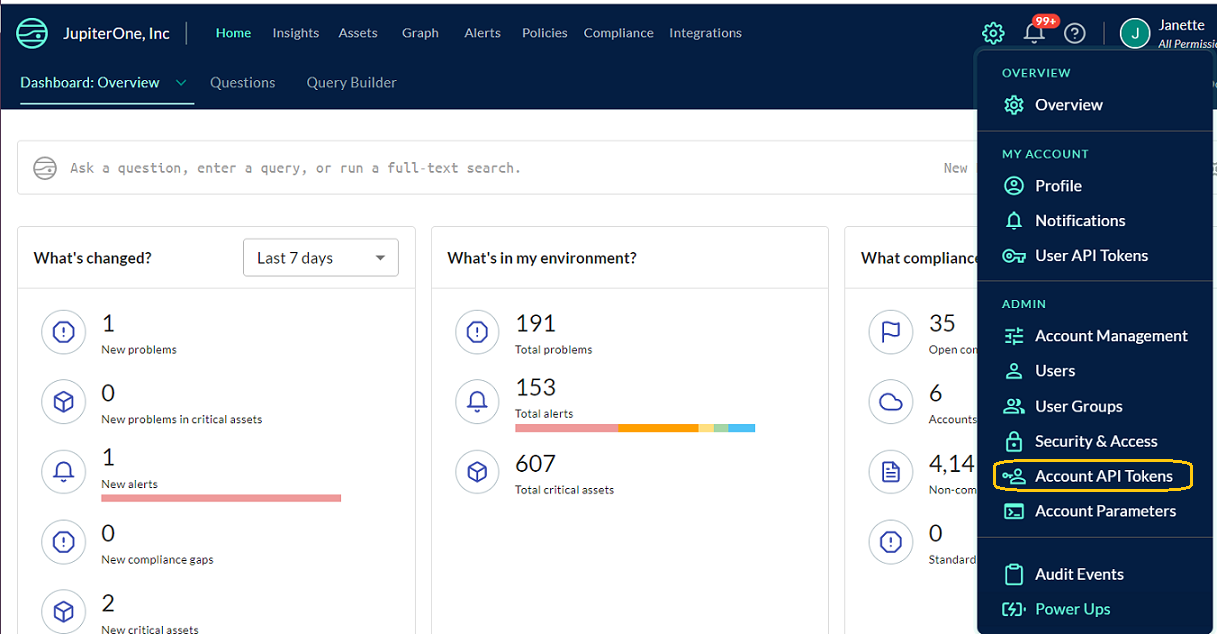 JupiterOne, Inc
Home Insights Assets Graph Alerts Policies Compliance Integrations
99+
J
Janette
All
Dashboard: Overview Questions Query Builder
Ask a question, enter a query, or run a full-text search.
New
What's changed?
Last 7 days
1
New problems
0
New problems in critical assets
1
New alerts
0
New compliance gaps
2
New critical assets
What's in my environment?
191
Total problems
153
Total alerts
607
Total critical assets
What compliance
35
Open
6
Accounts
4,14
0
Standard
OVERVIEW
Overview
MY ACCOUNT
Profile
Notifications
User API Tokens
ADMIN
Account Management
Users
User Groups
Security & Access
Account API Tokens
Account Parameters
Audit Events
Power Ups